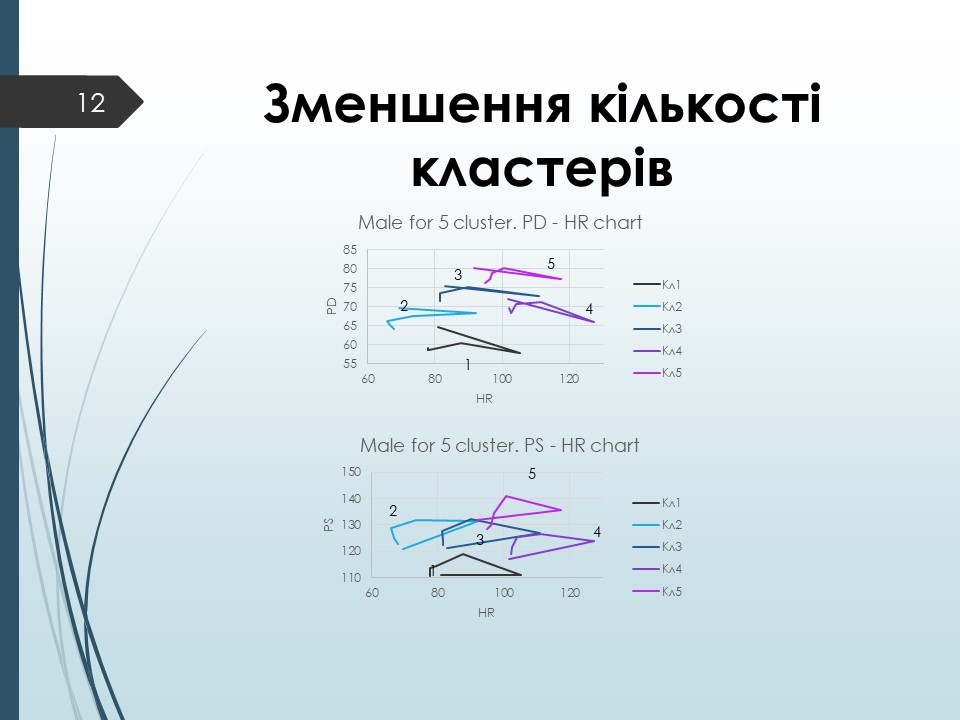 12
Зменшення кількості
кластерів
Male for 5 cluster. PD - HR chart
85
80
75
70
65
60
55
PD
60 80 100 120
HR
1
2
3
4
5
Кл1
Кл2
Кл3
Кл4
Кл5
Male for 5 cluster. PS - HR chart
150
140
130
120
110
PS
60 80 100 120
HR
1
2
3
4
5
Кл1
Кл2
Кл3
Кл4
Кл5